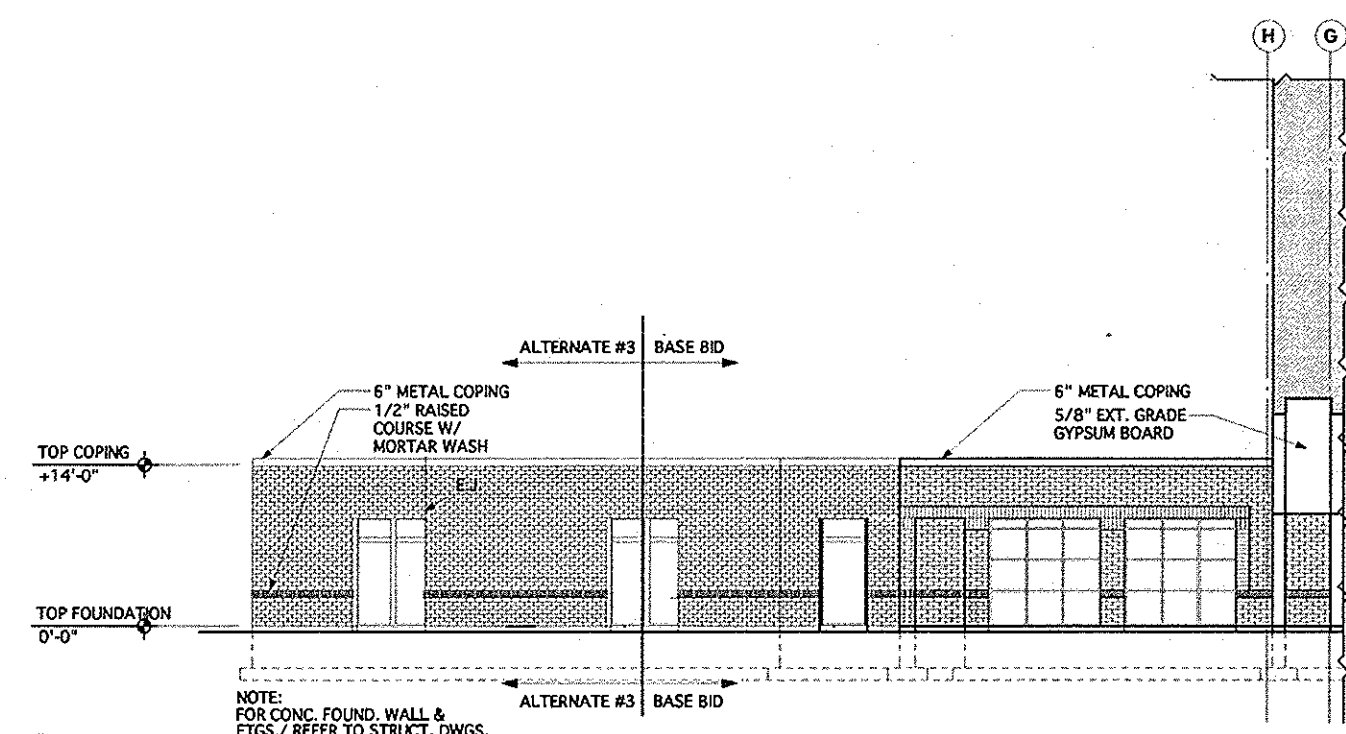 H
G
ALTERNATE #3
BASE BID
6" METAL COPING
1/2" RAISED
COURSE W/
MORTAR WASH
6" METAL COPING
5/8" EXT. GRADE
GYPSUM BOARD
TOP COPING
+14'-0"
E.J.
TOP FOUNDATION
0'-0"
ALTERNATE #3
BASE BID
NOTE:
FOR CONC. FOUND. WALL &
FTGS./ REFER TO STRUCT. DWGS.